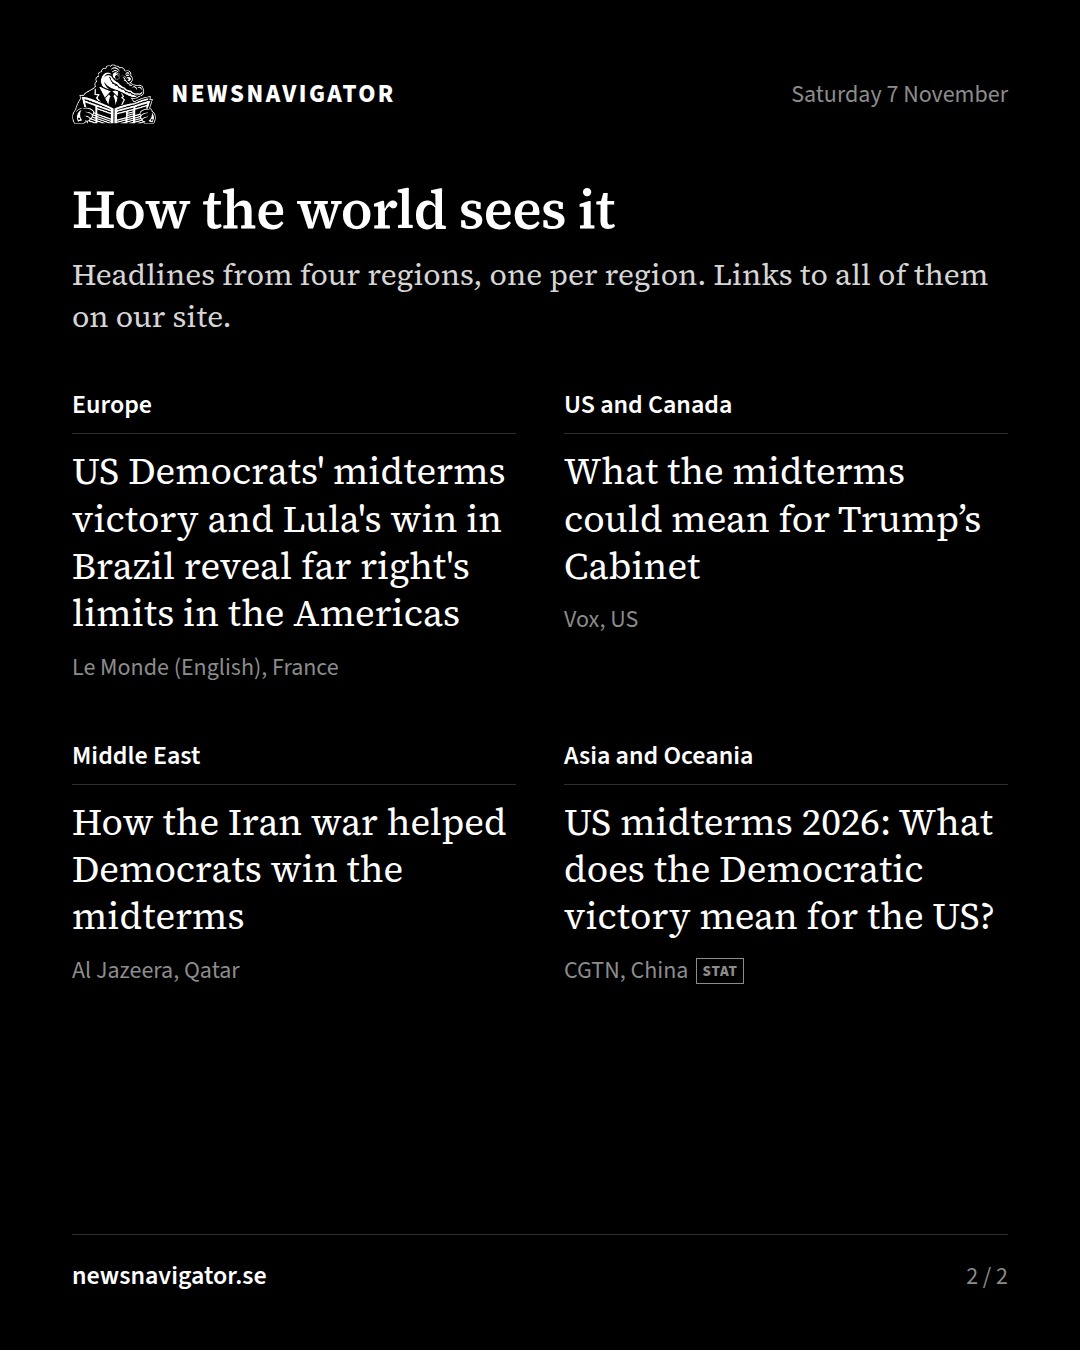 NEWSNAVIGATOR
Saturday 7 November
How the world sees it
Headlines from four regions, one per region. Links to all of them
on our site.
Europe
US Democrats' midterms
victory and Lula's win in
Brazil reveal far right's
limits in the Americas
Le Monde (English), France
US and Canada
What the midterms
could mean for Trump’s
Cabinet
Vox, US
Middle East
How the Iran war helped
Democrats win the
midterms
Al Jazeera, Qatar
Asia and Oceania
US midterms 2026: What
does the Democratic
victory mean for the US?
CGTN, China STAT
newsnavigator.se
2 / 2